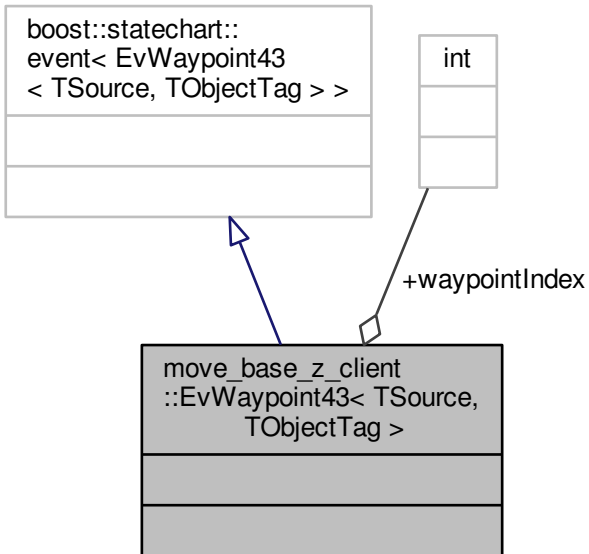 boost::statechart::
event< EvWaypoint43
< TSource, TObjectTag > >
int
+waypointIndex
move_base_z_client
::EvWaypoint43< TSource,
TObjectTag >